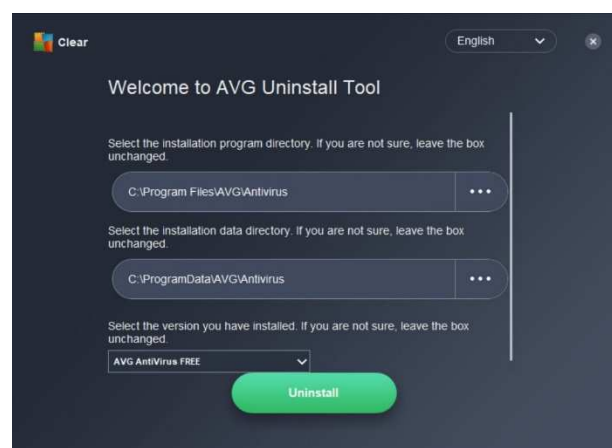 Clear
English
Welcome to AVG Uninstall Tool
Select the installation program directory. If you are not sure, leave the box
unchanged.
C:\Program Files\AVG\Antivirus
Select the installation data directory. If you are not sure, leave the box
unchanged.
C:\ProgramData\AVG\Antivirus
Select the version you have installed. If you are not sure, leave the box
unchanged.
AVG AntiVirus FREE
Uninstall